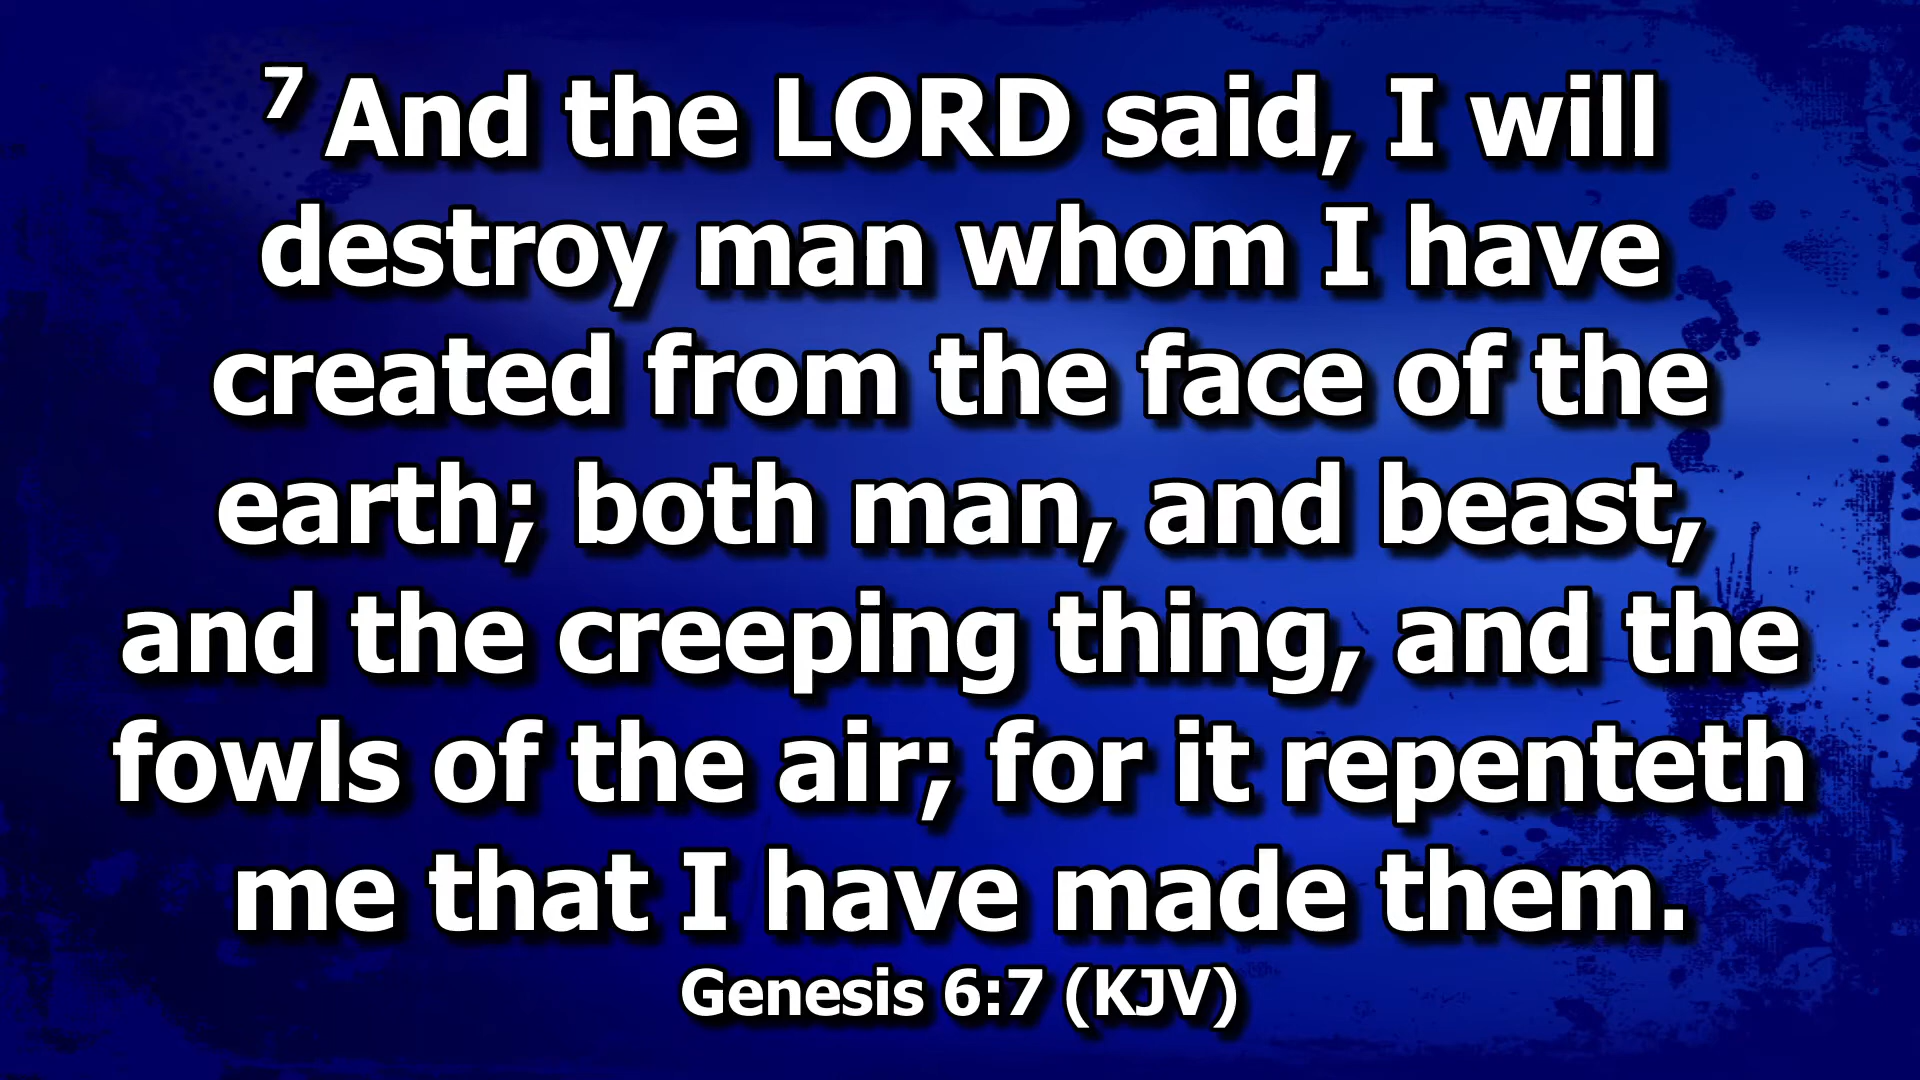 7 And the LORD said, I will
destroy man whom I have
created from the face of the
earth; both man, and beast,
and the creeping thing, and the
fowls of the air; for it repenteth
me that I have made them.
Genesis 6:7 (KJV)